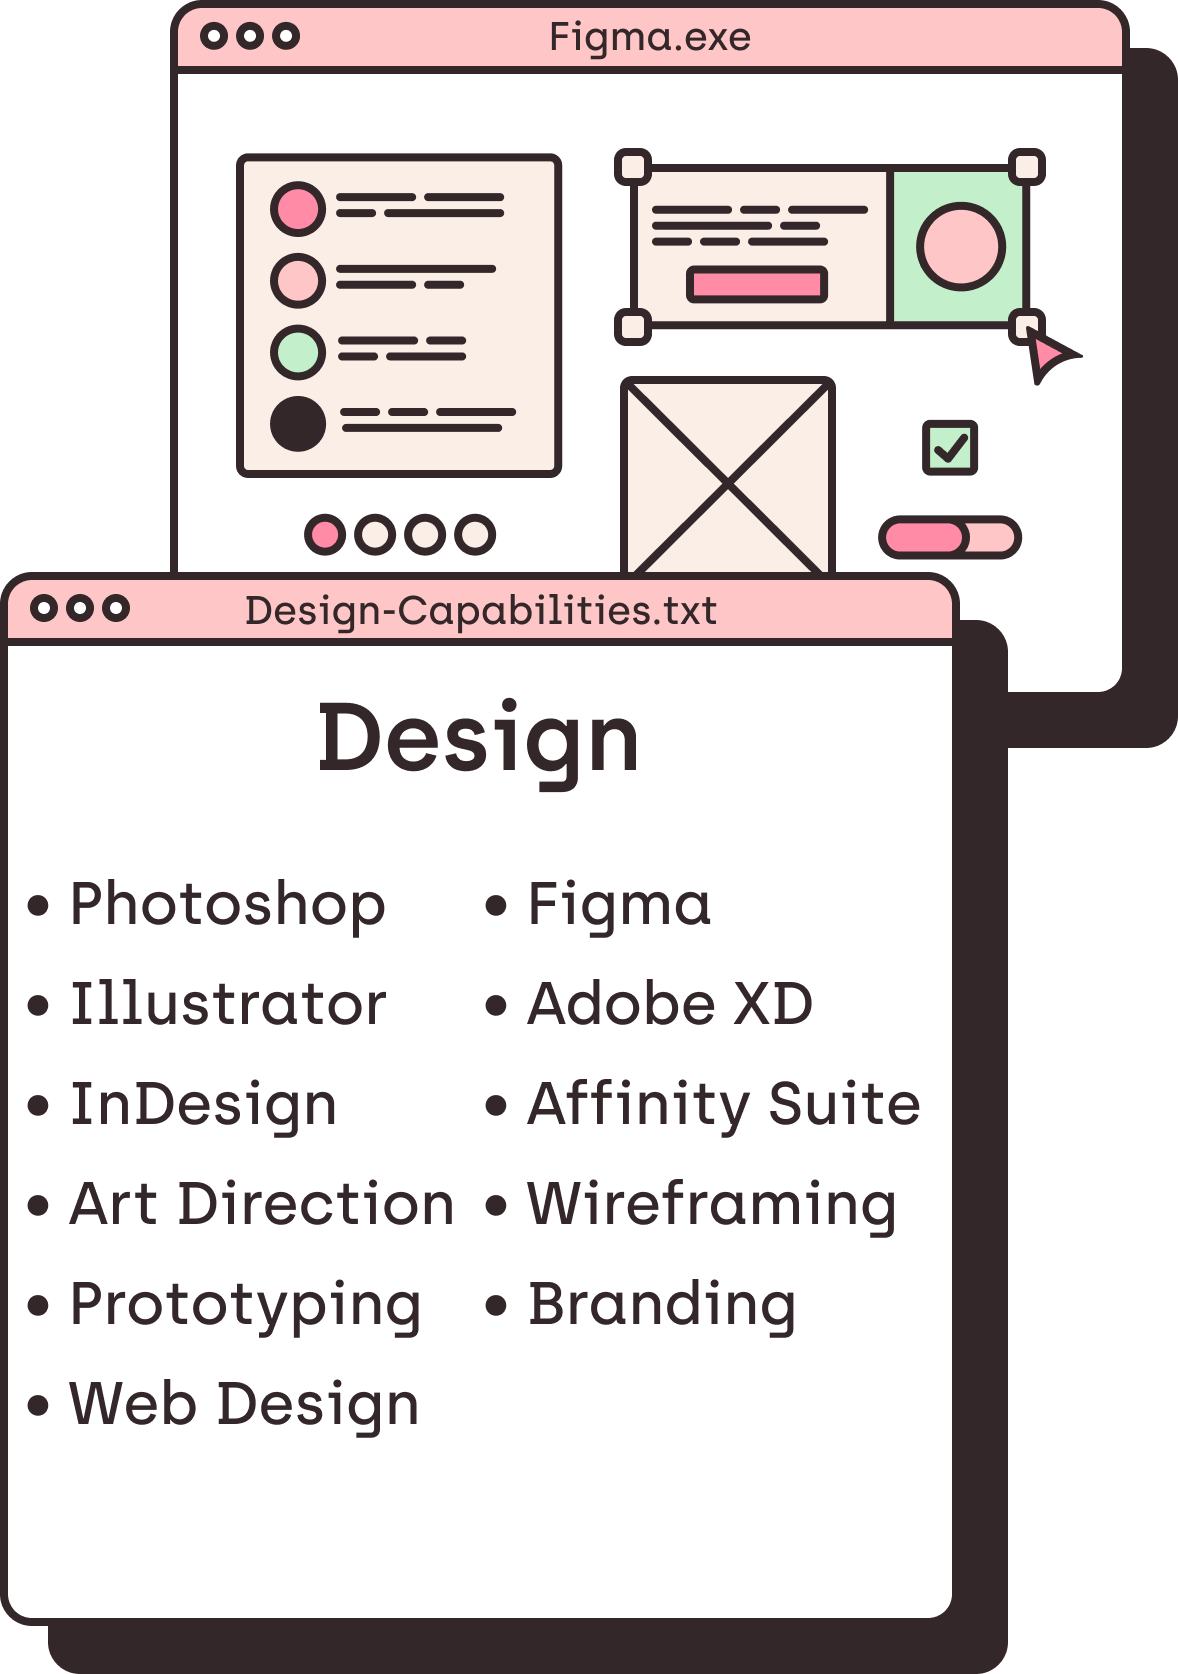 Figma.exe
Design-Capabilities.txt
Design
• Photoshop
• Illustrator
• InDesign
• Art Direction
• Prototyping
• Web Design
• Figma
• Adobe XD
• Affinity Suite
• Wireframing
• Branding